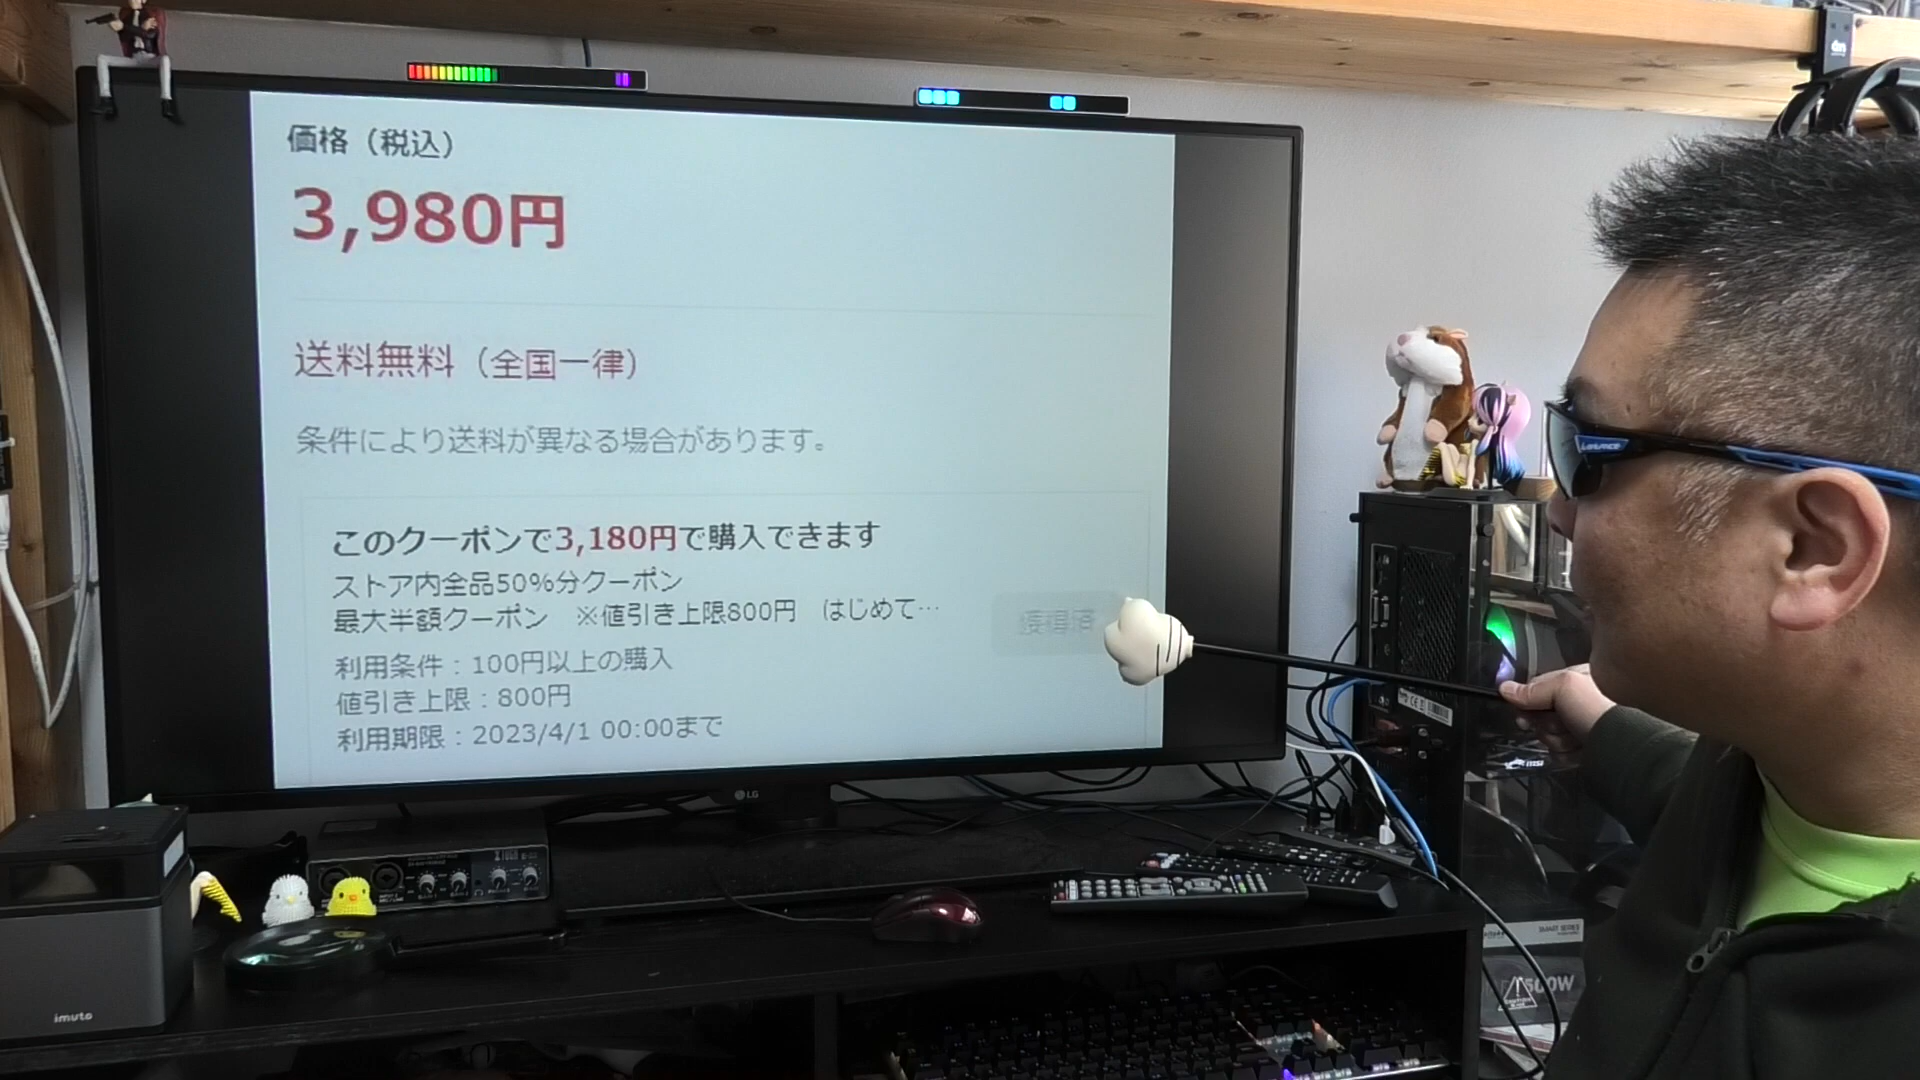 価格（税込）
3,980円
送料無料（全国一律）
条件により送料が異なる場合があります。
このクーポンで3,180円で購入できます
ストア内全品50%分クーポン
最大半額クーポン　※値引き上限800円　はじめて…
獲得済
利用条件：100円以上の購入
値引き上限：800円
利用期限：2023/4/1 00:00まで
LG
imuto
msi
500W